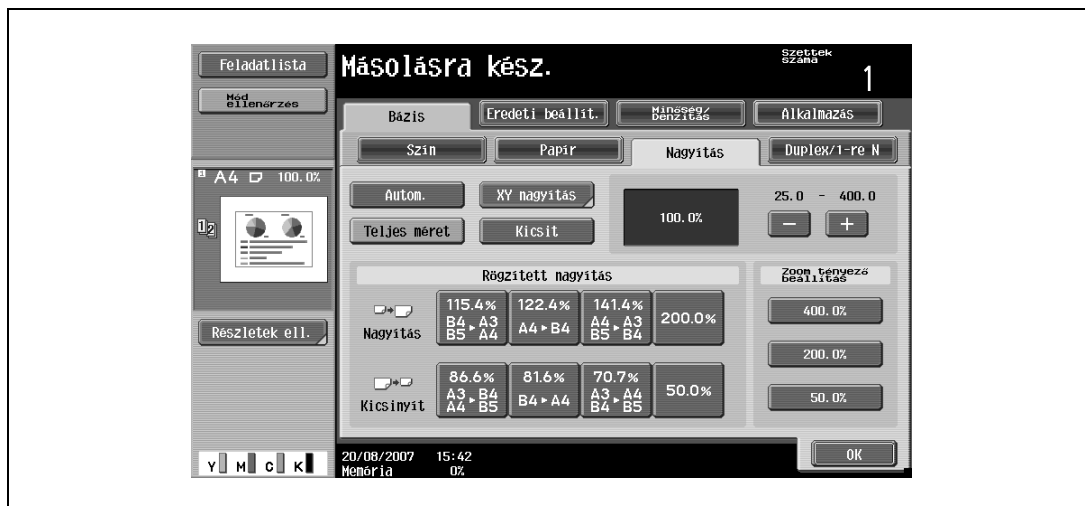 Feladatlista
Másolásra kész.
Szettek
száma
1
Mód
ellenőrzés
Bázis
Eredeti beállít.
Minőség/
Denzitás
Alkalmazás
Szín
Papír
Nagyítás
Duplex/1-re N
A4 100.0%
1 2
Autom.
XY nagyítás
100.0%
25.0 - 400.0
Teljes méret
Kicsit
- +
Rögzített nagyítás
Zoom tényező
beállítás
Nagyítás
115.4%
B4 ▸ A3
B5 A4
122.4%
A4 ▸ B4
141.4%
A4 ▸ A3
B5 B4
200.0%
400.0%
200.0%
50.0%
Részletek ell.
Kicsinyít
86.6%
A3 ▸ B4
A4 B5
81.6%
B4 ▸ A4
70.7%
A3 ▸ A4
B4 B5
50.0%
OK
Y M C K
20/08/2007 15:42
Memória 0%